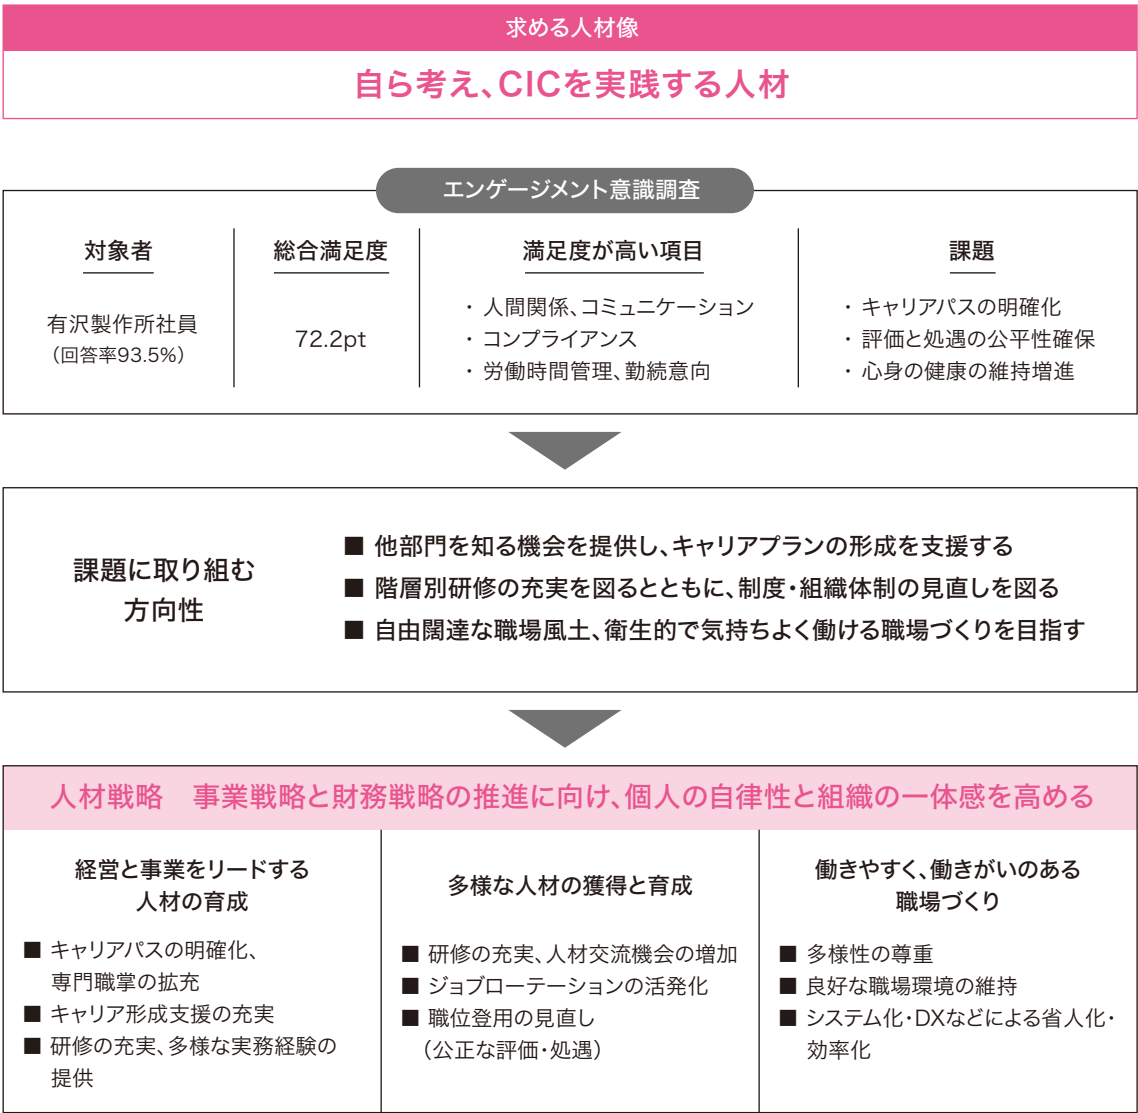 求める人材像
自ら考え、CICを実践する人材
エンゲージメント意識調査
対象者
有沢製作所社員
（回答率93.5%）
総合満足度
72.2pt
満足度が高い項目
・ 人間関係、コミュニケーション
・ コンプライアンス
・ 労働時間管理、勤続意向
課題
・ キャリアパスの明確化
・ 評価と処遇の公平性確保
・ 心身の健康の維持増進
課題に取り組む
方向性
■ 他部門を知る機会を提供し、キャリアプランの形成を支援する
■ 階層別研修の充実を図るとともに、制度・組織体制の見直しを図る
■ 自由闊達な職場風土、衛生的で気持ちよく働ける職場づくりを目指す
人材戦略　事業戦略と財務戦略の推進に向け、個人の自律性と組織の一体感を高める
経営と事業をリードする
人材の育成
■ キャリアパスの明確化、
専門職掌の拡充
■ キャリア形成支援の充実
■ 研修の充実、多様な実務経験の
提供
多様な人材の獲得と育成
■ 研修の充実、人材交流機会の増加
■ ジョブローテーションの活発化
■ 職位登用の見直し
（公正な評価・処遇）
働きやすく、働きがいのある
職場づくり
■ 多様性の尊重
■ 良好な職場環境の維持
■ システム化・DXなどによる省人化・
効率化